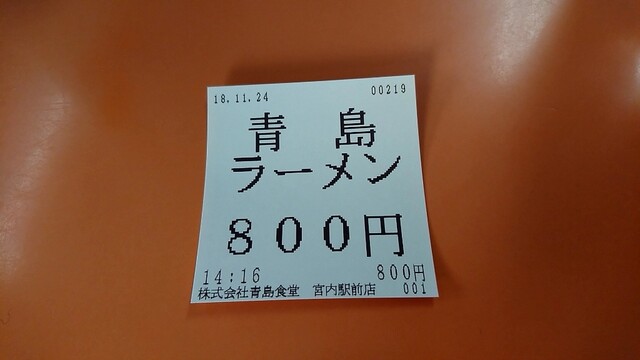 18.11.24 00219
青島
ラーメン
800円
14:16 800円
株式会社青島食堂 宮内駅前店 001